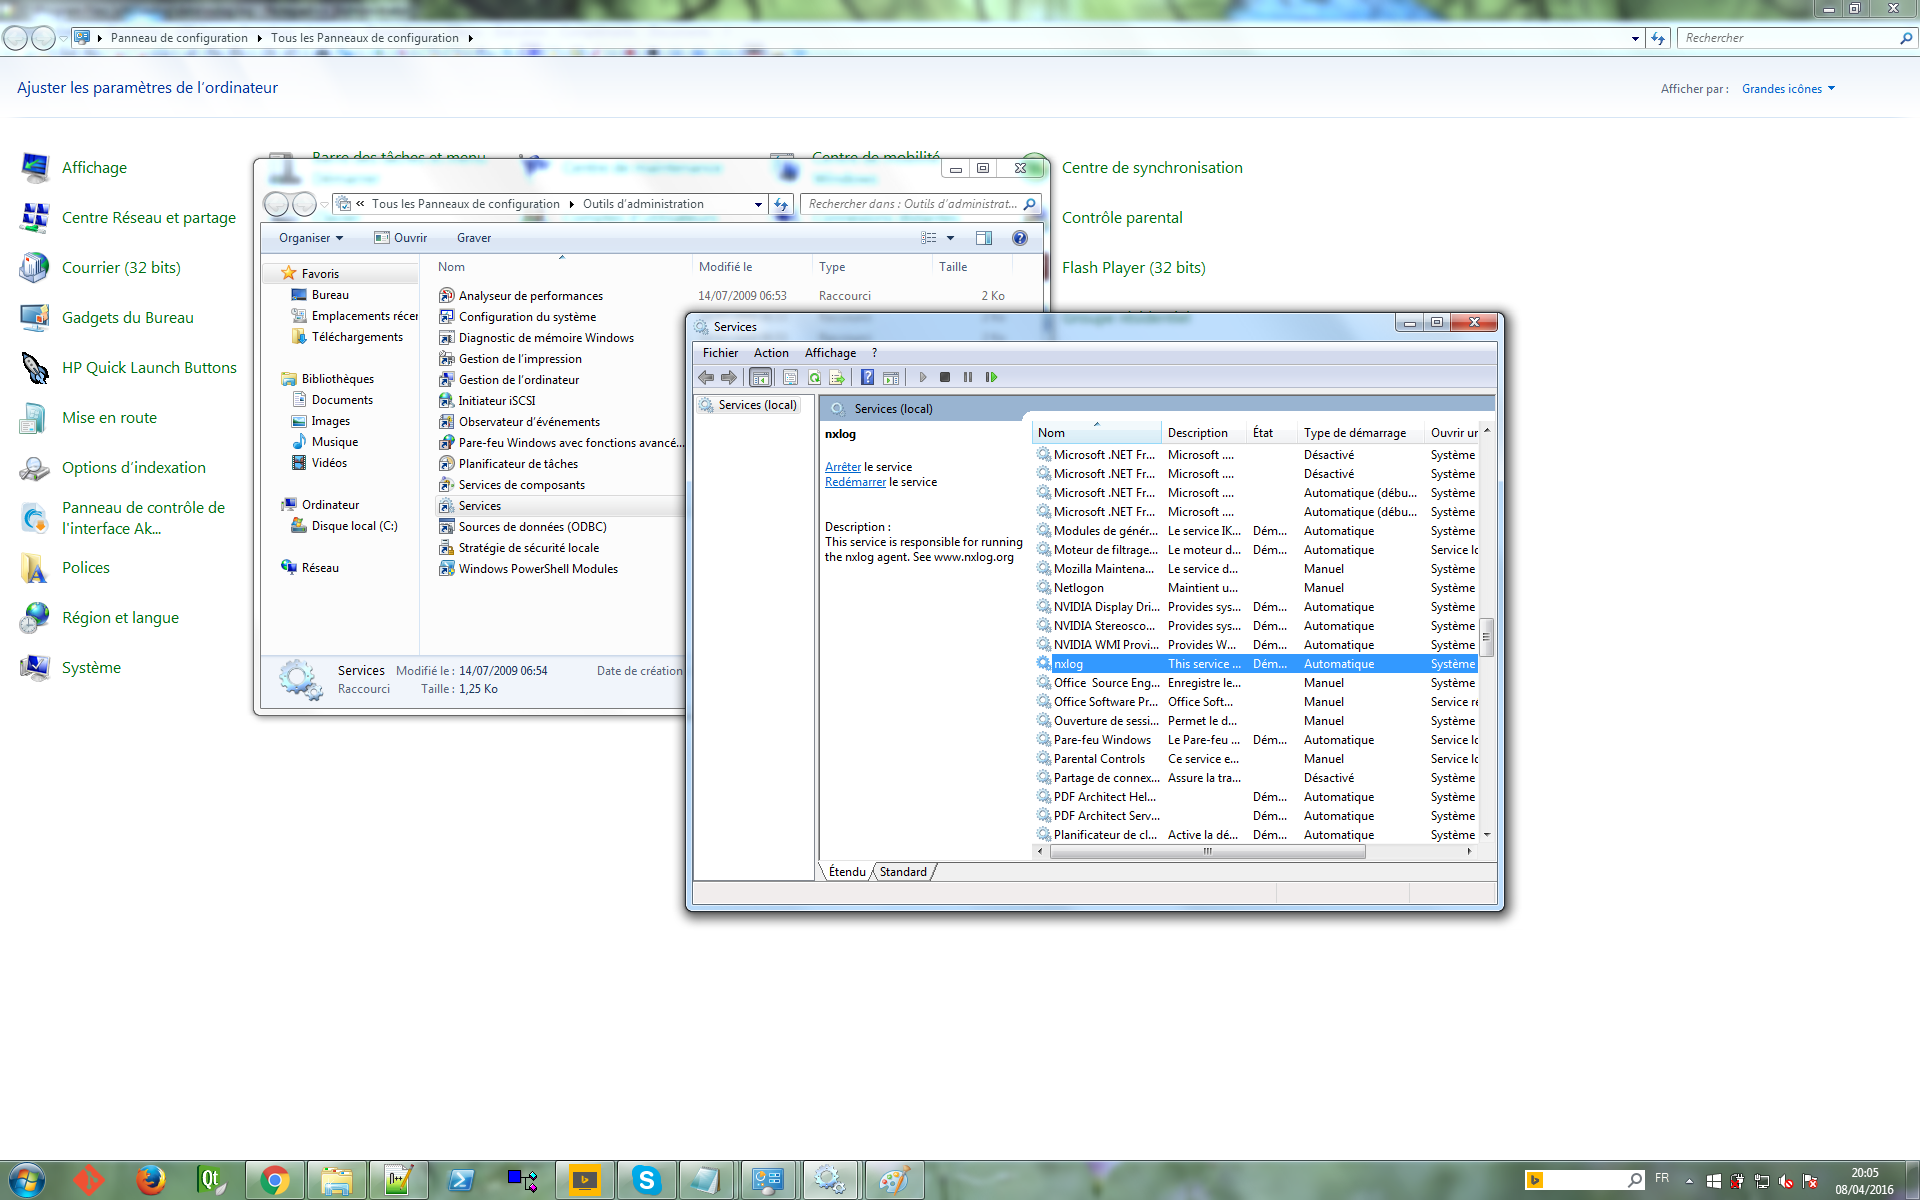 Panneau de configuration Tous les Panneaux de configuration
Rechercher
Ajuster les paramètres de l'ordinateur
Afficher par : Grandes icônes
Affichage
Centre Réseau et partage
Courrier (32 bits)
Gadgets du Bureau
HP Quick Launch Buttons
Mise en route
Options d'indexation
Panneau de contrôle de
l'interface Ak...
Polices
Région et langue
Système
Barre des tâches et menu
Centre de maintenance
Centre de mobilité
Windows
Centre de synchronisation
Contrôle parental
Flash Player (32 bits)
« Tous les Panneaux de configuration Outils d'administration
Rechercher dans : Outils d'administrat...
Organiser Ouvrir Graver
Favoris
Bureau
Emplacements récer
Téléchargements
Bibliothèques
Documents
Images
Musique
Vidéos
Ordinateur
Disque local (C:)
Réseau
Nom Modifié le Type Taille
Analyseur de performances 14/07/2009 06:53 Raccourci 2 Ko
Configuration du système
Diagnostic de mémoire Windows
Gestion de l'impression
Gestion de l'ordinateur
Initiateur iSCSI
Observateur d'événements
Pare-feu Windows avec fonctions avancé...
Planificateur de tâches
Services de composants
Services
Sources de données (ODBC)
Stratégie de sécurité locale
Windows PowerShell Modules
Services Modifié le : 14/07/2009 06:54 Date de création
Raccourci Taille : 1,25 Ko
Services
Fichier Action Affichage ?
Services (local)
Services (local)
nxlog
Arrêter le service
Redémarrer le service
Description :
This service is responsible for running
the nxlog agent. See www.nxlog.org
Nom Description État Type de démarrage Ouvrir ur
Microsoft .NET Fr... Microsoft .... Désactivé Système
Microsoft .NET Fr... Microsoft .... Désactivé Système
Microsoft .NET Fr... Microsoft .... Automatique (débu... Système
Microsoft .NET Fr... Microsoft .... Automatique (débu... Système
Modules de génér... Le service IK... Dém... Automatique Système
Moteur de filtrage... Le moteur d... Dém... Automatique Service lo
Mozilla Maintena... Le service d... Manuel Système
Netlogon Maintient u... Manuel Système
NVIDIA Display Dri... Provides sys... Dém... Automatique Système
NVIDIA Stereosco... Provides sys... Dém... Automatique Système
NVIDIA WMI Provi... Provides W... Dém... Automatique Système
nxlog This service ... Dém... Automatique Système
Office  Source Eng... Enregistre le... Manuel Système
Office Software Pr... Office Soft... Manuel Service re
Ouverture de sessi... Permet le d... Manuel Système
Pare-feu Windows Le Pare-feu ... Dém... Automatique Service lo
Parental Controls Ce service e... Manuel Service lo
Partage de connex... Assure la tra... Désactivé Système
PDF Architect Hel... Dém... Automatique Système
PDF Architect Serv... Dém... Automatique Système
Planificateur de cl... Active la dé... Dém... Automatique Système
Étendu Standard
FR
20:05
08/04/2016